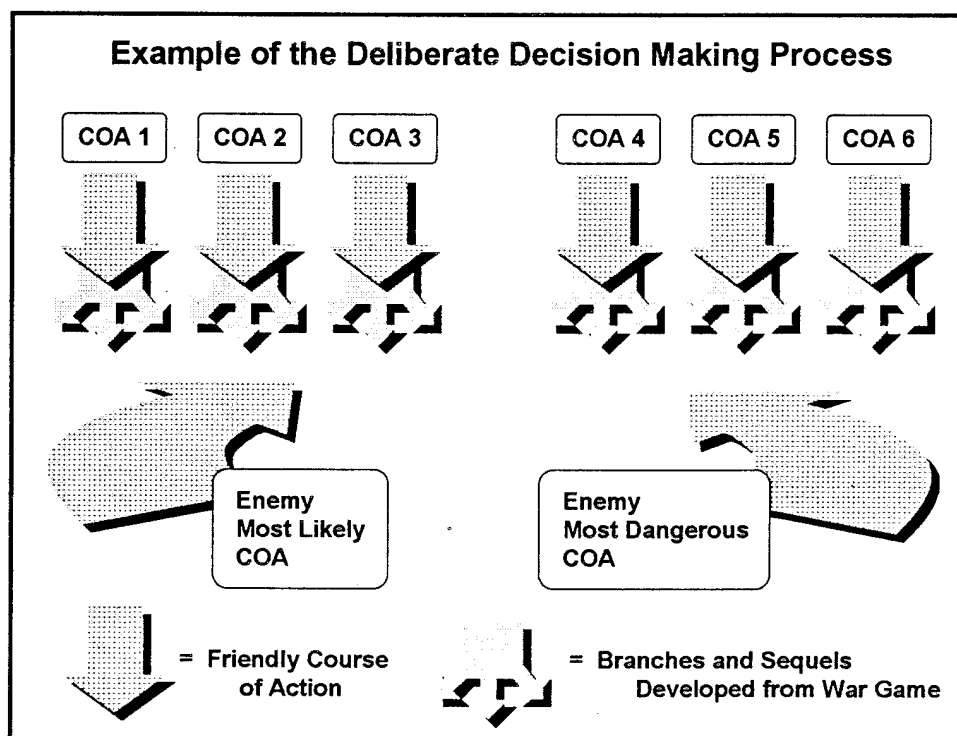 Example of the Deliberate Decision Making Process
COA 1
COA 2
COA 3
COA 4
COA 5
COA 6
Enemy
Most Likely
COA
Enemy
Most Dangerous
COA
= Friendly Course
of Action
= Branches and Sequels
Developed from War Game